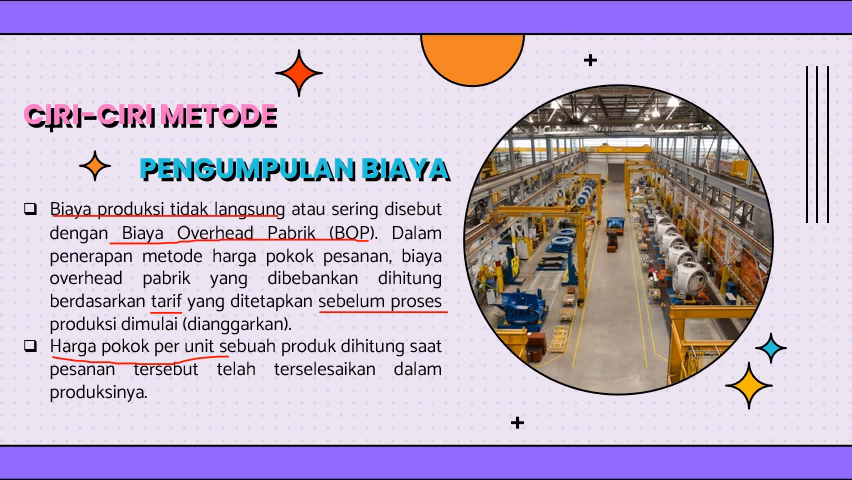 CIRI-CIRI METODE
PENGUMPULAN BIAYA
Biaya produksi tidak langsung atau sering disebut
dengan Biaya Overhead Pabrik (BOP). Dalam
penerapan metode harga pokok pesanan, biaya
overhead pabrik yang dibebankan dihitung
berdasarkan tarif yang ditetapkan sebelum proses
produksi dimulai (dianggarkan).
Harga pokok per unit sebuah produk dihitung saat
pesanan tersebut telah terselesaikan dalam
produksinya.